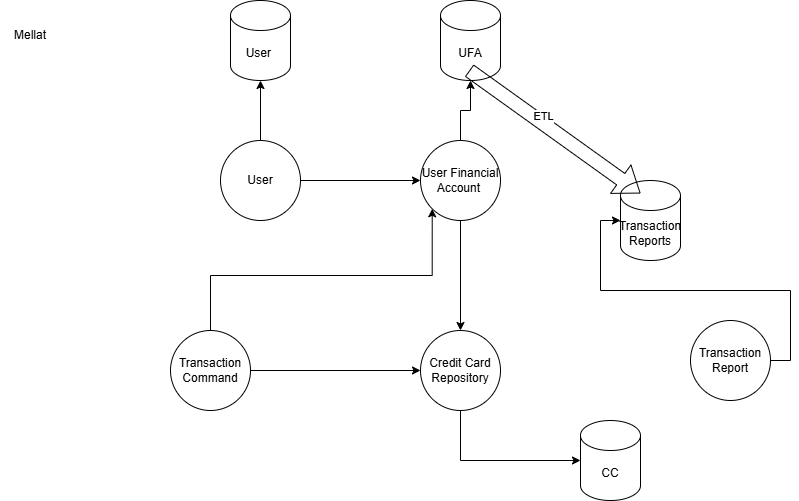 Mellat
User
UFA
ETL
User
User Financial
Account
Transaction
Reports
Transaction
Command
Credit Card
Repository
Transaction
Report
CC